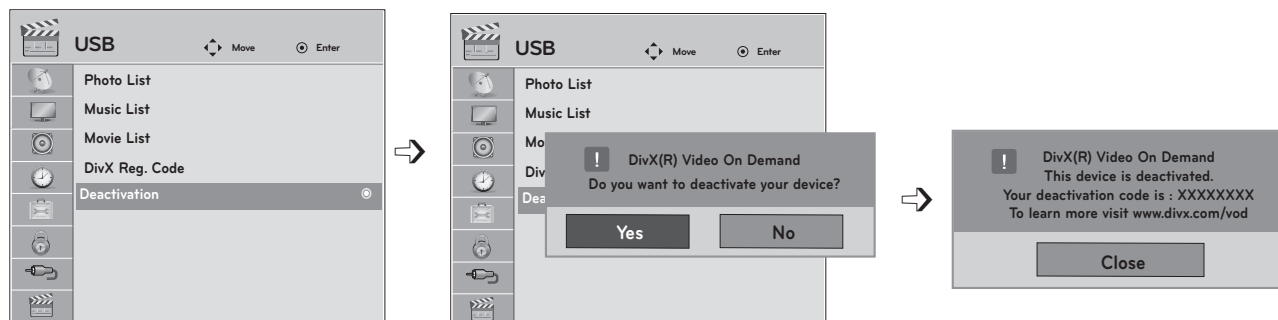 USB
Move
Enter
Photo List
Music List
Movie List
DivX Reg. Code
Deactivation
USB
Move
Enter
Photo List
Music List
Mo
Div
Dea
! DivX(R) Video On Demand
Do you want to deactivate your device?
Yes
No
! DivX(R) Video On Demand
This device is deactivated.
Your deactivation code is : XXXXXXXX
To learn more visit www.divx.com/vod
Close